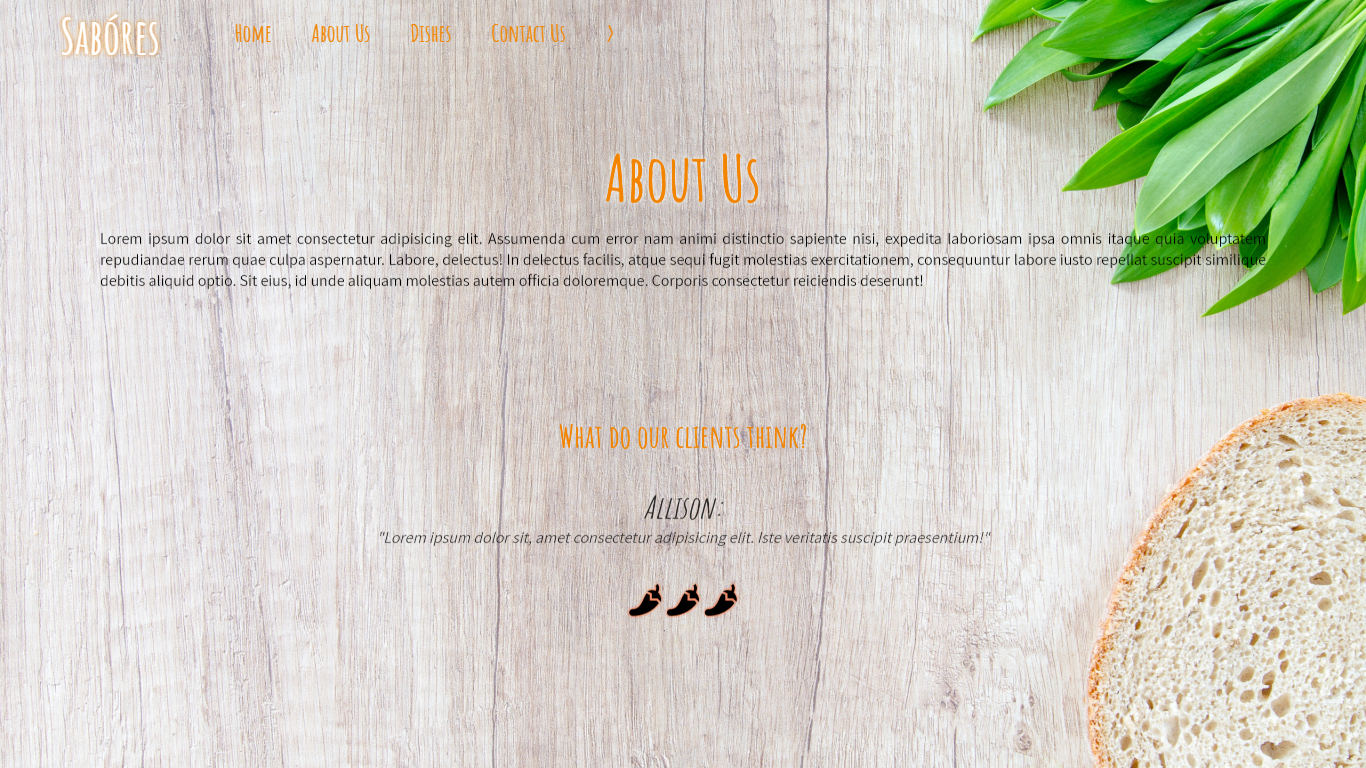 Sabóres
Home
About Us
Dishes
Contact Us
About Us
Lorem ipsum dolor sit amet consectetur adipisicing elit. Assumenda cum error nam animi distinctio sapiente nisi, expedita laboriosam ipsa omnis itaque quia voluptatem
repudiandae rerum quae culpa aspernatur. Labore, delectus! In delectus facilis, atque sequi fugit molestias exercitationem, consequuntur labore iusto repellat suscipit similique
debitis aliquid optio. Sit eius, id unde aliquam molestias autem officia doloremque. Corporis consectetur reiciendis deserunt!
What do our clients think?
Allison:
"Lorem ipsum dolor sit, amet consectetur adipisicing elit. Iste veritatis suscipit praesentium!"